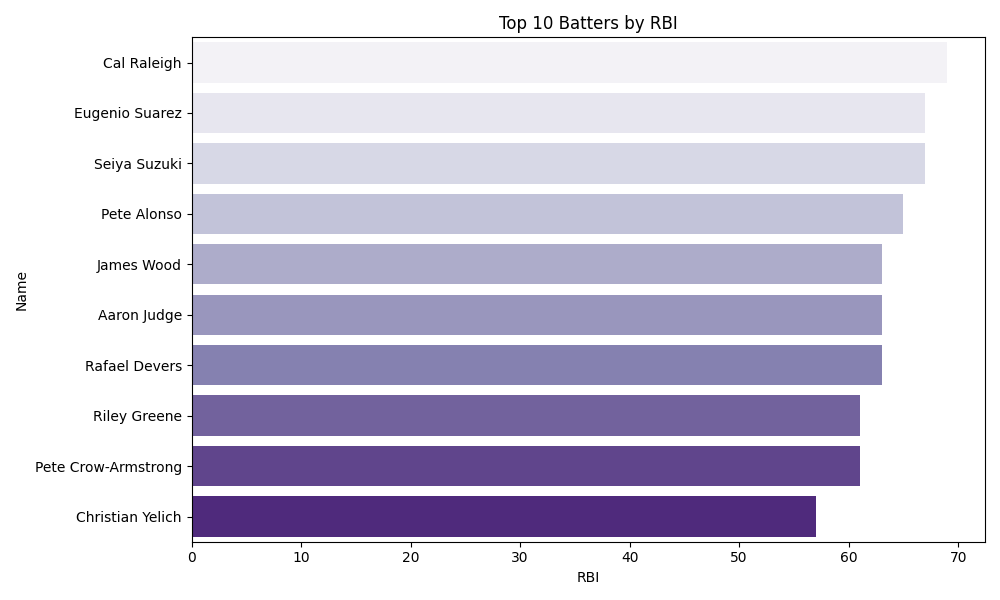 Top 10 Batters by RBI
Name
Cal Raleigh
Eugenio Suarez
Seiya Suzuki
Pete Alonso
James Wood
Aaron Judge
Rafael Devers
Riley Greene
Pete Crow-Armstrong
Christian Yelich
0 10 20 30 40 50 60 70
RBI